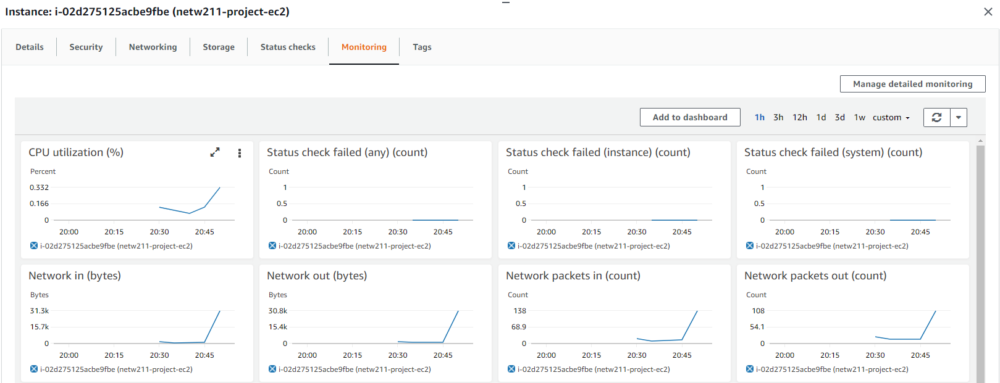 Instance: i-02d275125acbe9fbe (netw211-project-ec2)
Details Security Networking Storage Status checks Monitoring Tags
Manage detailed monitoring
Add to dashboard 1h 3h 12h 1d 3d 1w custom
CPU utilization (%)
Percent
0.332
0.166
0
20:00 20:15 20:30 20:45
i-02d275125acbe9fbe (netw211-project-ec2)
Status check failed (any) (count)
Count
1
0.5
0
20:00 20:15 20:30 20:45
i-02d275125acbe9fbe (netw211-project-ec2)
Status check failed (instance) (count)
Count
1
0.5
0
20:00 20:15 20:30 20:45
i-02d275125acbe9fbe (netw211-project-ec2)
Status check failed (system) (count)
Count
1
0.5
0
20:00 20:15 20:30 20:45
i-02d275125acbe9fbe (netw211-project-ec2)
Network in (bytes)
Bytes
31.3k
15.7k
0
20:00 20:15 20:30 20:45
i-02d275125acbe9fbe (netw211-project-ec2)
Network out (bytes)
Bytes
30.8k
15.4k
0
20:00 20:15 20:30 20:45
i-02d275125acbe9fbe (netw211-project-ec2)
Network packets in (count)
Count
138
68.9
0
20:00 20:15 20:30 20:45
i-02d275125acbe9fbe (netw211-project-ec2)
Network packets out (count)
Count
108
54.1
0
20:00 20:15 20:30 20:45
i-02d275125acbe9fbe (netw211-project-ec2)